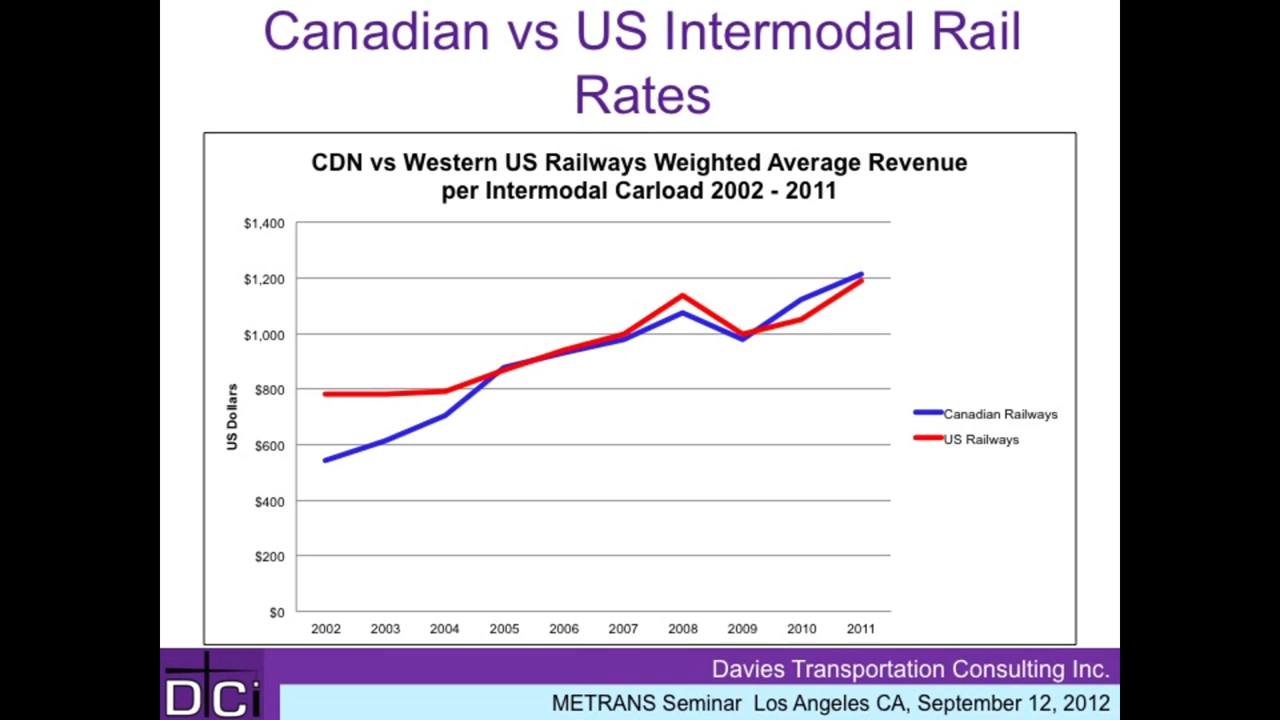 Canadian vs US Intermodal Rail
Rates
CDN vs Western US Railways Weighted Average Revenue
per Intermodal Carload 2002 - 2011
$1,400
$1,200
$1,000
$800
$600
$400
$200
$0
US Dollars
2002 2003 2004 2005 2006 2007 2008 2009 2010 2011
Canadian Railways
US Railways
DCi
Davies Transportation Consulting Inc.
METRANS Seminar Los Angeles CA, September 12, 2012